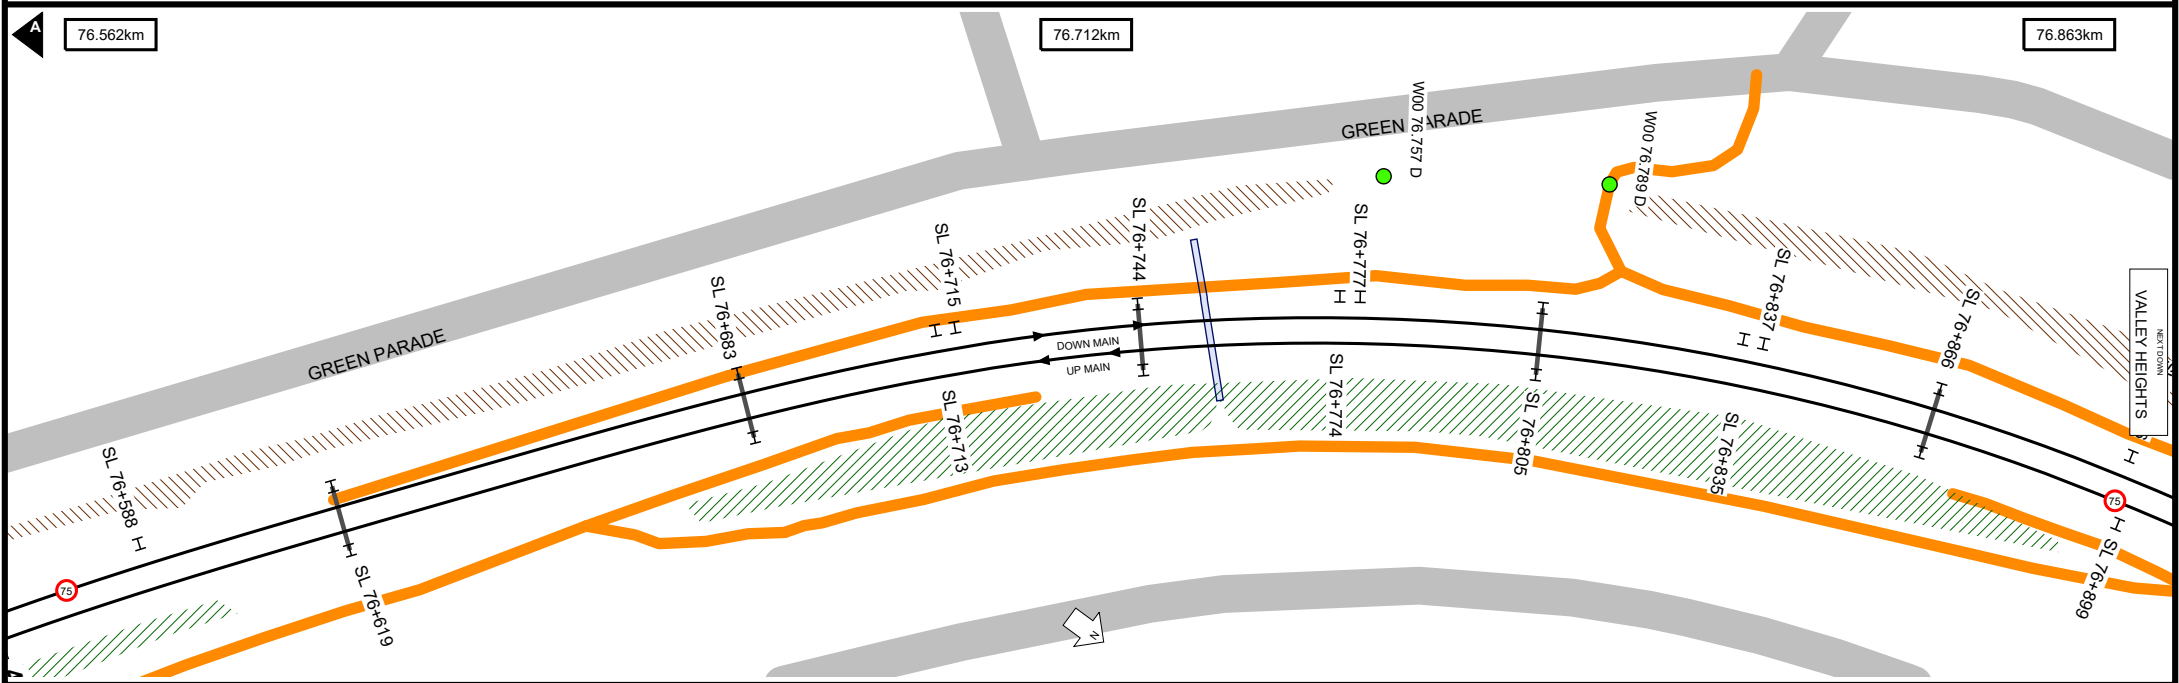 A
76.562km
76.712km
76.863km
GREEN PARADE
W00 76.757 D
W00 76.789 D
SL 76+744
SL 76+777
SL 76+715
SL 76+683
SL 76+837
SL 76+866
NEXT DOWN
VALLEY HEIGHTS
GREEN PARADE
DOWN MAIN
UP MAIN
SL 76+774
SL 76+713
SL 76+805
SL 76+835
SL 76+588
75
75
SL 76+619
SL 76+899
N